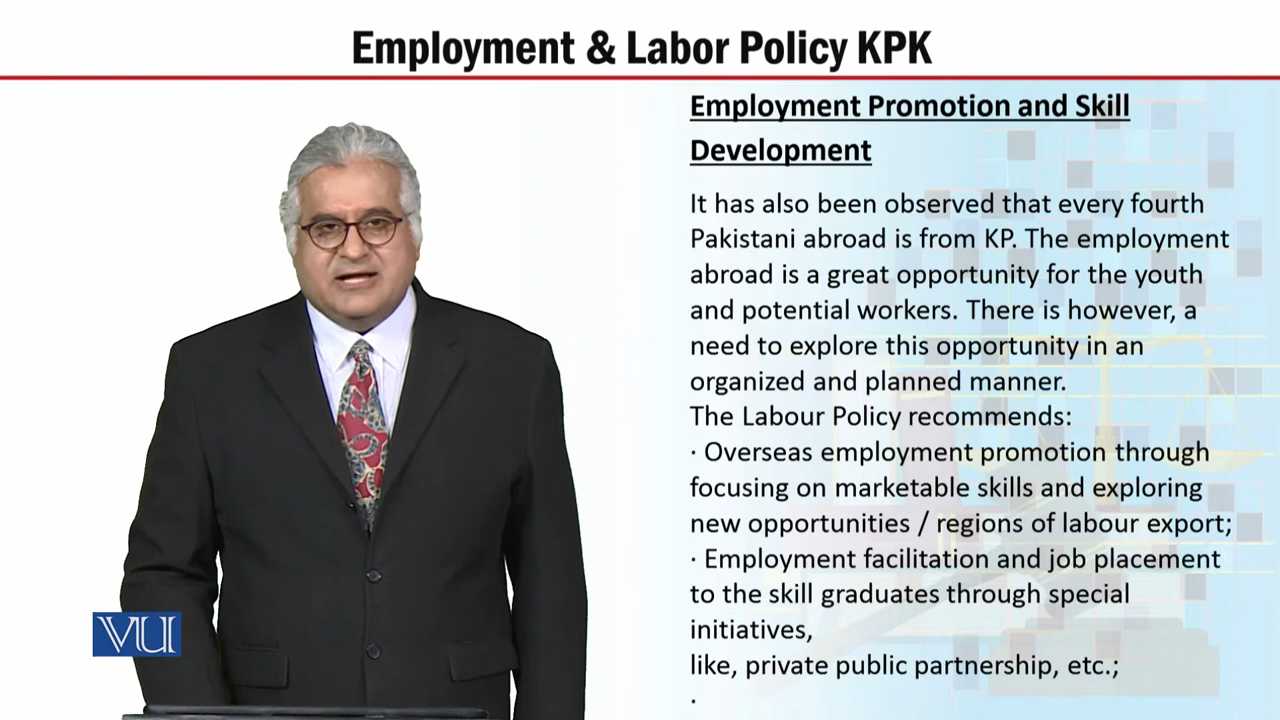 Employment & Labor Policy KPK
Employment Promotion and Skill
Development
It has also been observed that every fourth
Pakistani abroad is from KP. The employment
abroad is a great opportunity for the youth
and potential workers. There is however, a
need to explore this opportunity in an
organized and planned manner.
The Labour Policy recommends:
· Overseas employment promotion through
focusing on marketable skills and exploring
new opportunities / regions of labour export;
· Employment facilitation and job placement
to the skill graduates through special
initiatives,
like, private public partnership, etc.;
·
VU